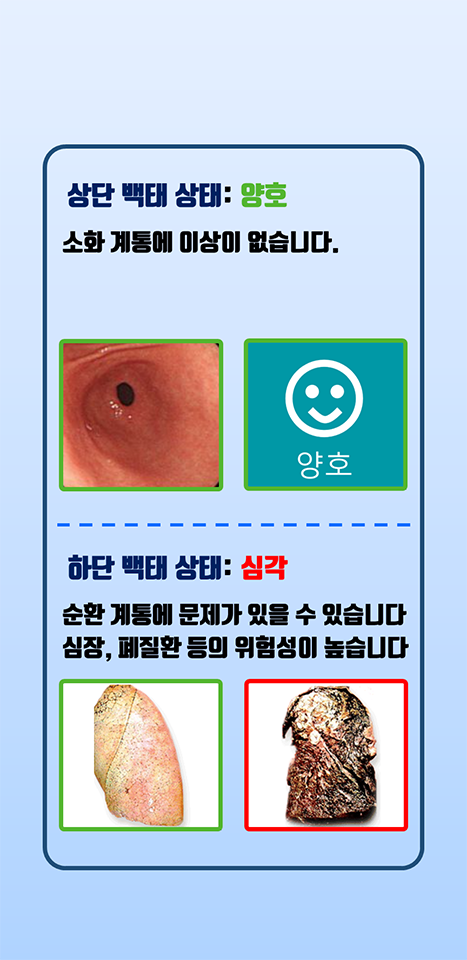 상단 백태 상태: 양호
소화 계통에 이상이 없습니다.
양호
하단 백태 상태: 심각
순환 계통에 문제가 있을 수 있습니다
심장, 폐질환 등의 위험성이 높습니다